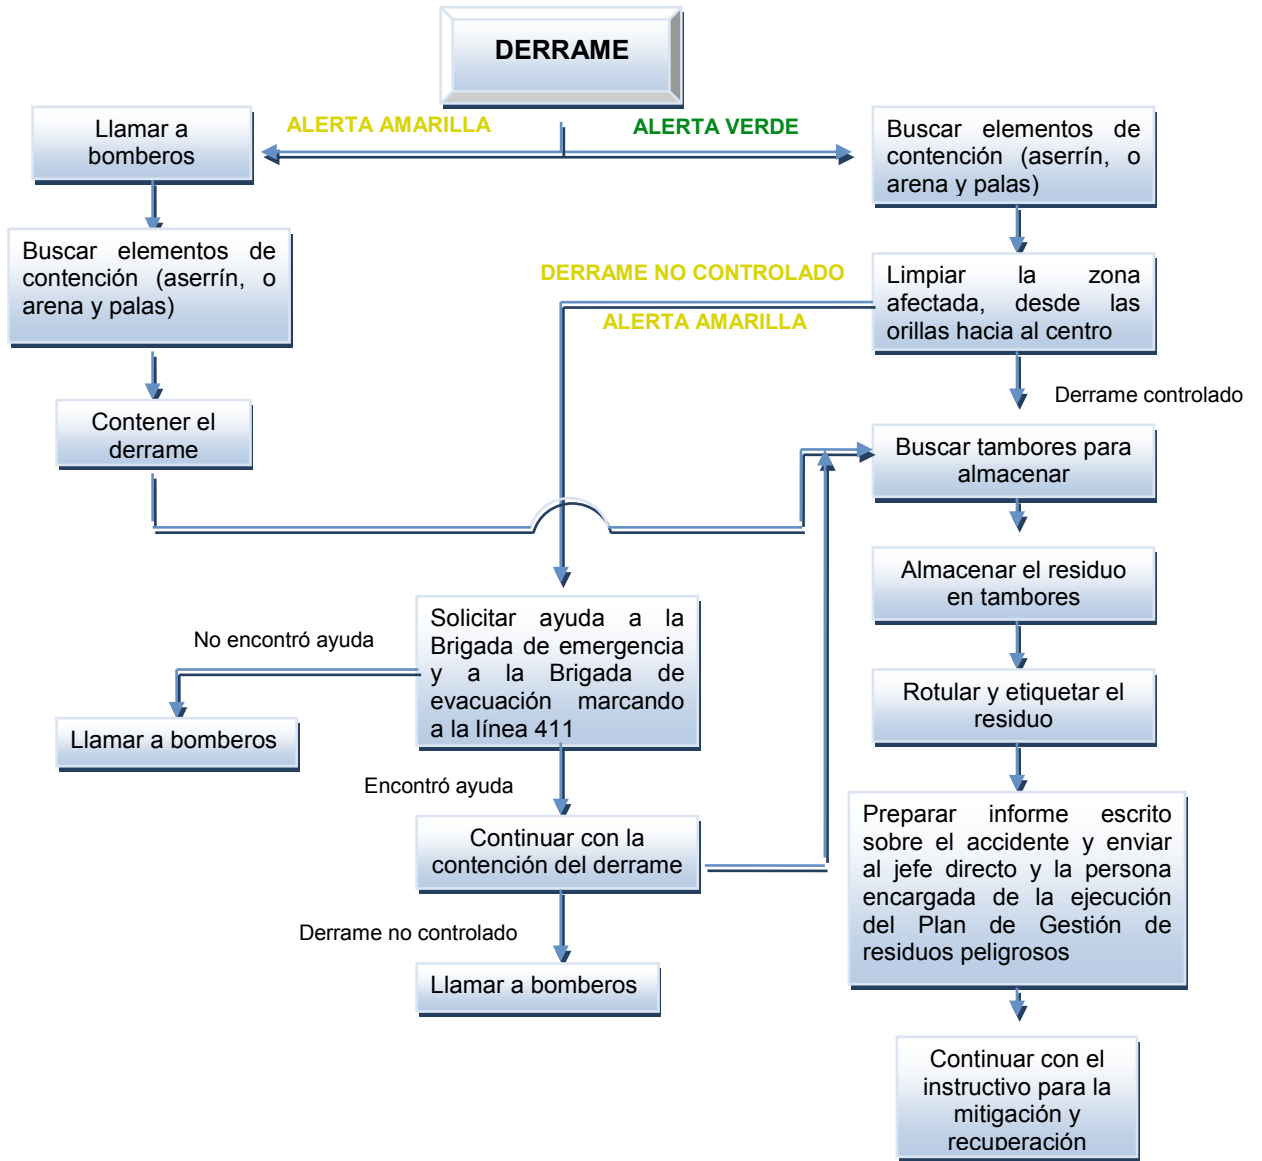 DERRAME
ALERTA AMARILLA
ALERTA VERDE
Llamar a
bomberos
Buscar elementos de
contención (aserrín, o
arena y palas)
Contener el
derrame
Buscar elementos de
contención (aserrín, o
arena y palas)
Limpiar la zona
afectada, desde las
orillas hacia al centro
DERRAME NO CONTROLADO
ALERTA AMARILLA
Derrame controlado
Buscar tambores para
almacenar
Almacenar el residuo
en tambores
Rotular y etiquetar el
residuo
Preparar informe escrito
sobre el accidente y enviar
al jefe directo y la persona
encargada de la ejecución
del Plan de Gestión de
residuos peligrosos
Continuar con el
instructivo para la
mitigación y
recuperación
Solicitar ayuda a la
Brigada de emergencia
y a la Brigada de
evacuación marcando
a la línea 411
No encontró ayuda
Llamar a bomberos
Encontró ayuda
Continuar con la
contención del derrame
Derrame no controlado
Llamar a bomberos